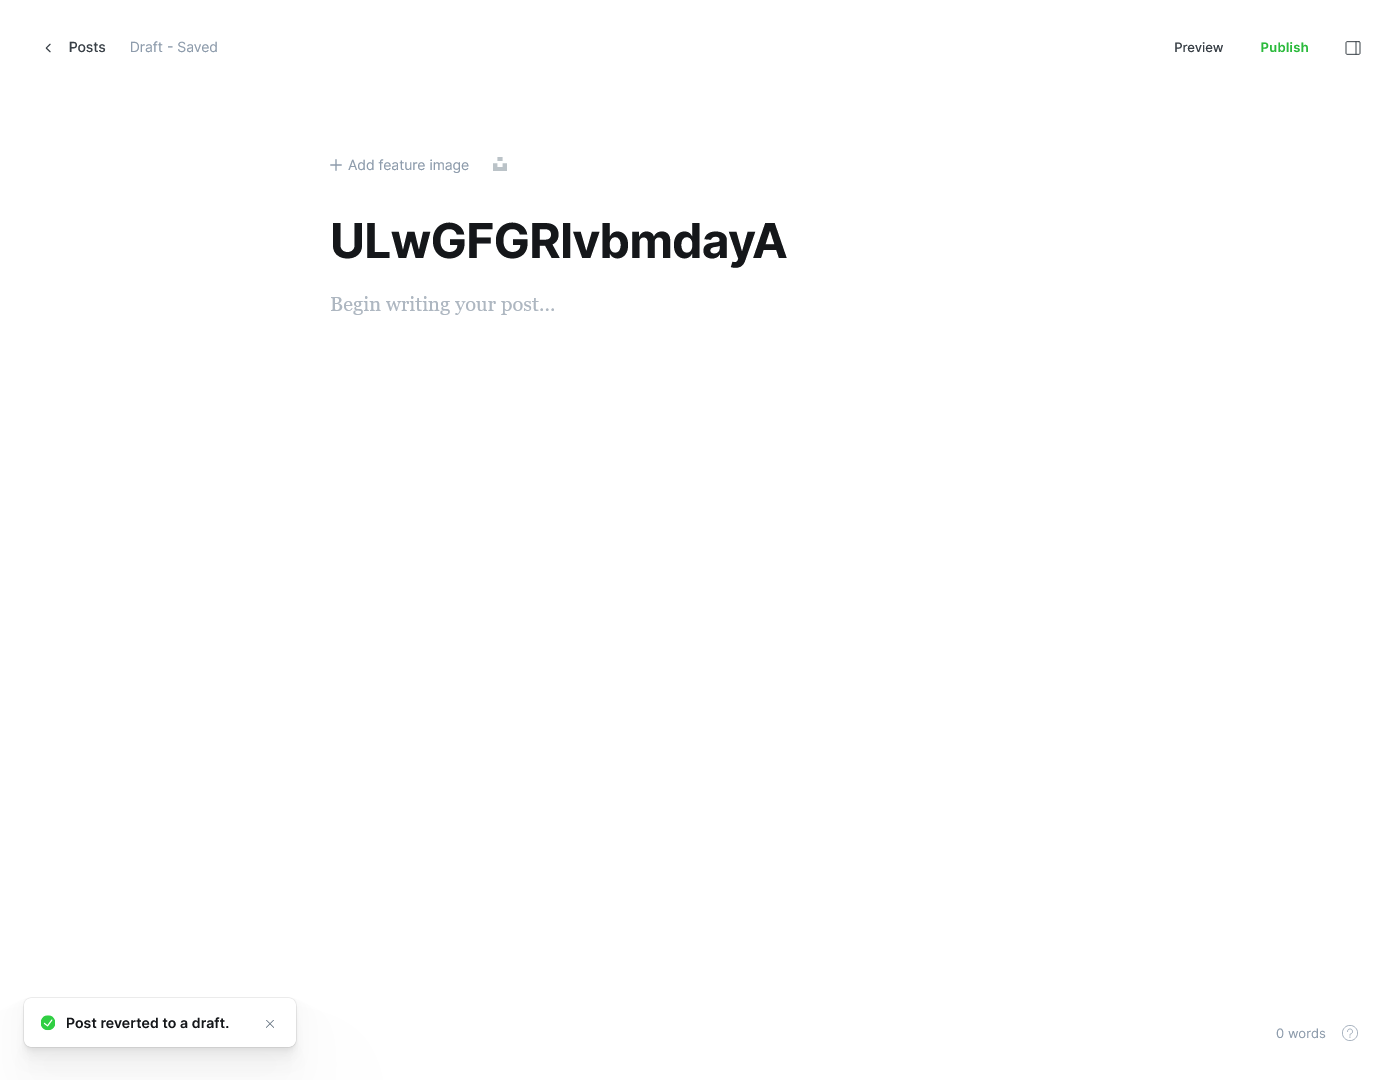 Posts
Draft - Saved
Preview
Publish
Add feature image
ULwGFGRlvbmdayA
Begin writing your post...
Post reverted to a draft.
0 words